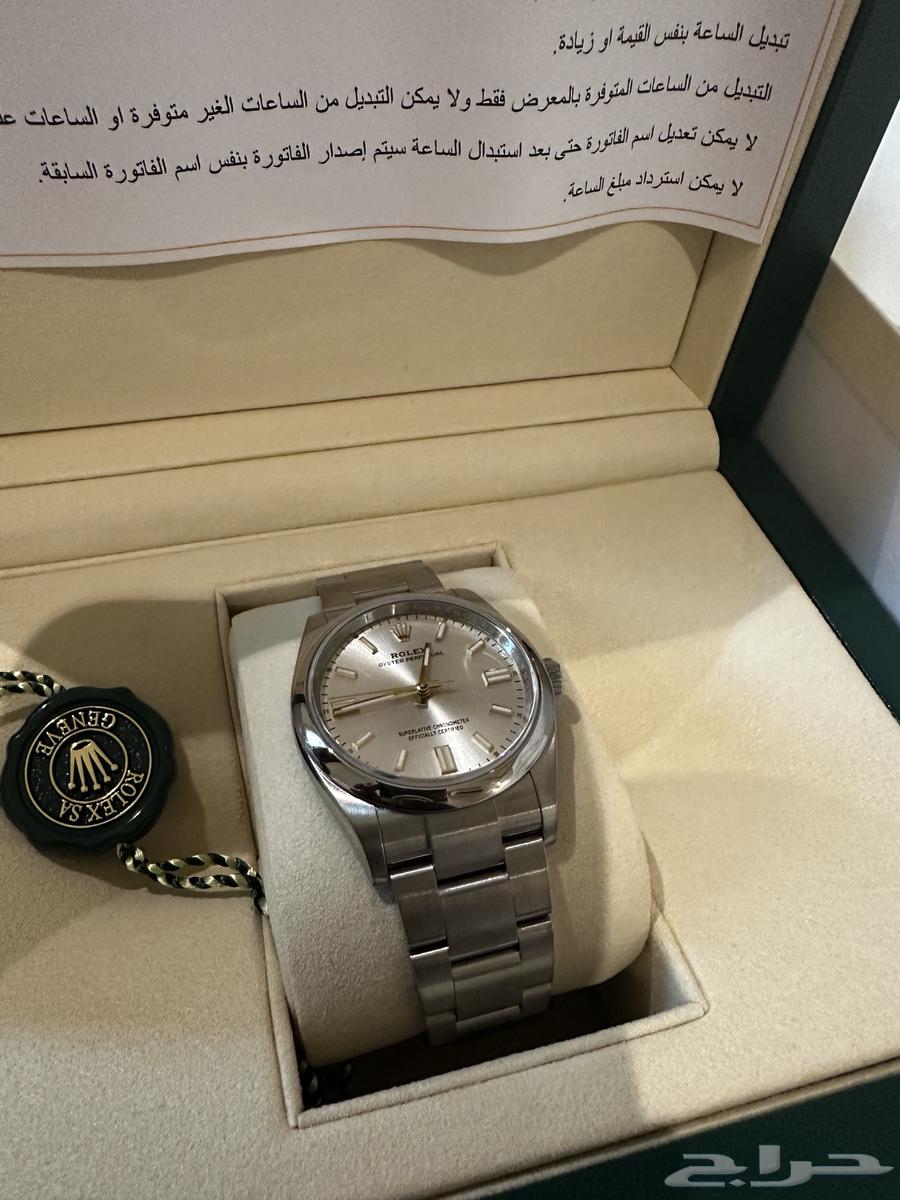 تبديل الساعة بنفس القيمة او زيادة.
التبديل من الساعات المتوفرة بالمعرض فقط ولا يمكن التبديل من الساعات الغير متوفرة او الساعات
لا يمكن تعديل اسم الفاتورة حتى بعد استبدال الساعة سيتم إصدار الفاتورة بنفس اسم الفاتورة السابقة.
لا يمكن استرداد مبلغ الساعة.
ROLEX
OYSTER PERPETUAL
SUPERLATIVE CHRONOMETER
OFFICIALLY CERTIFIED
GENEVE
ROLEX SA
حراج